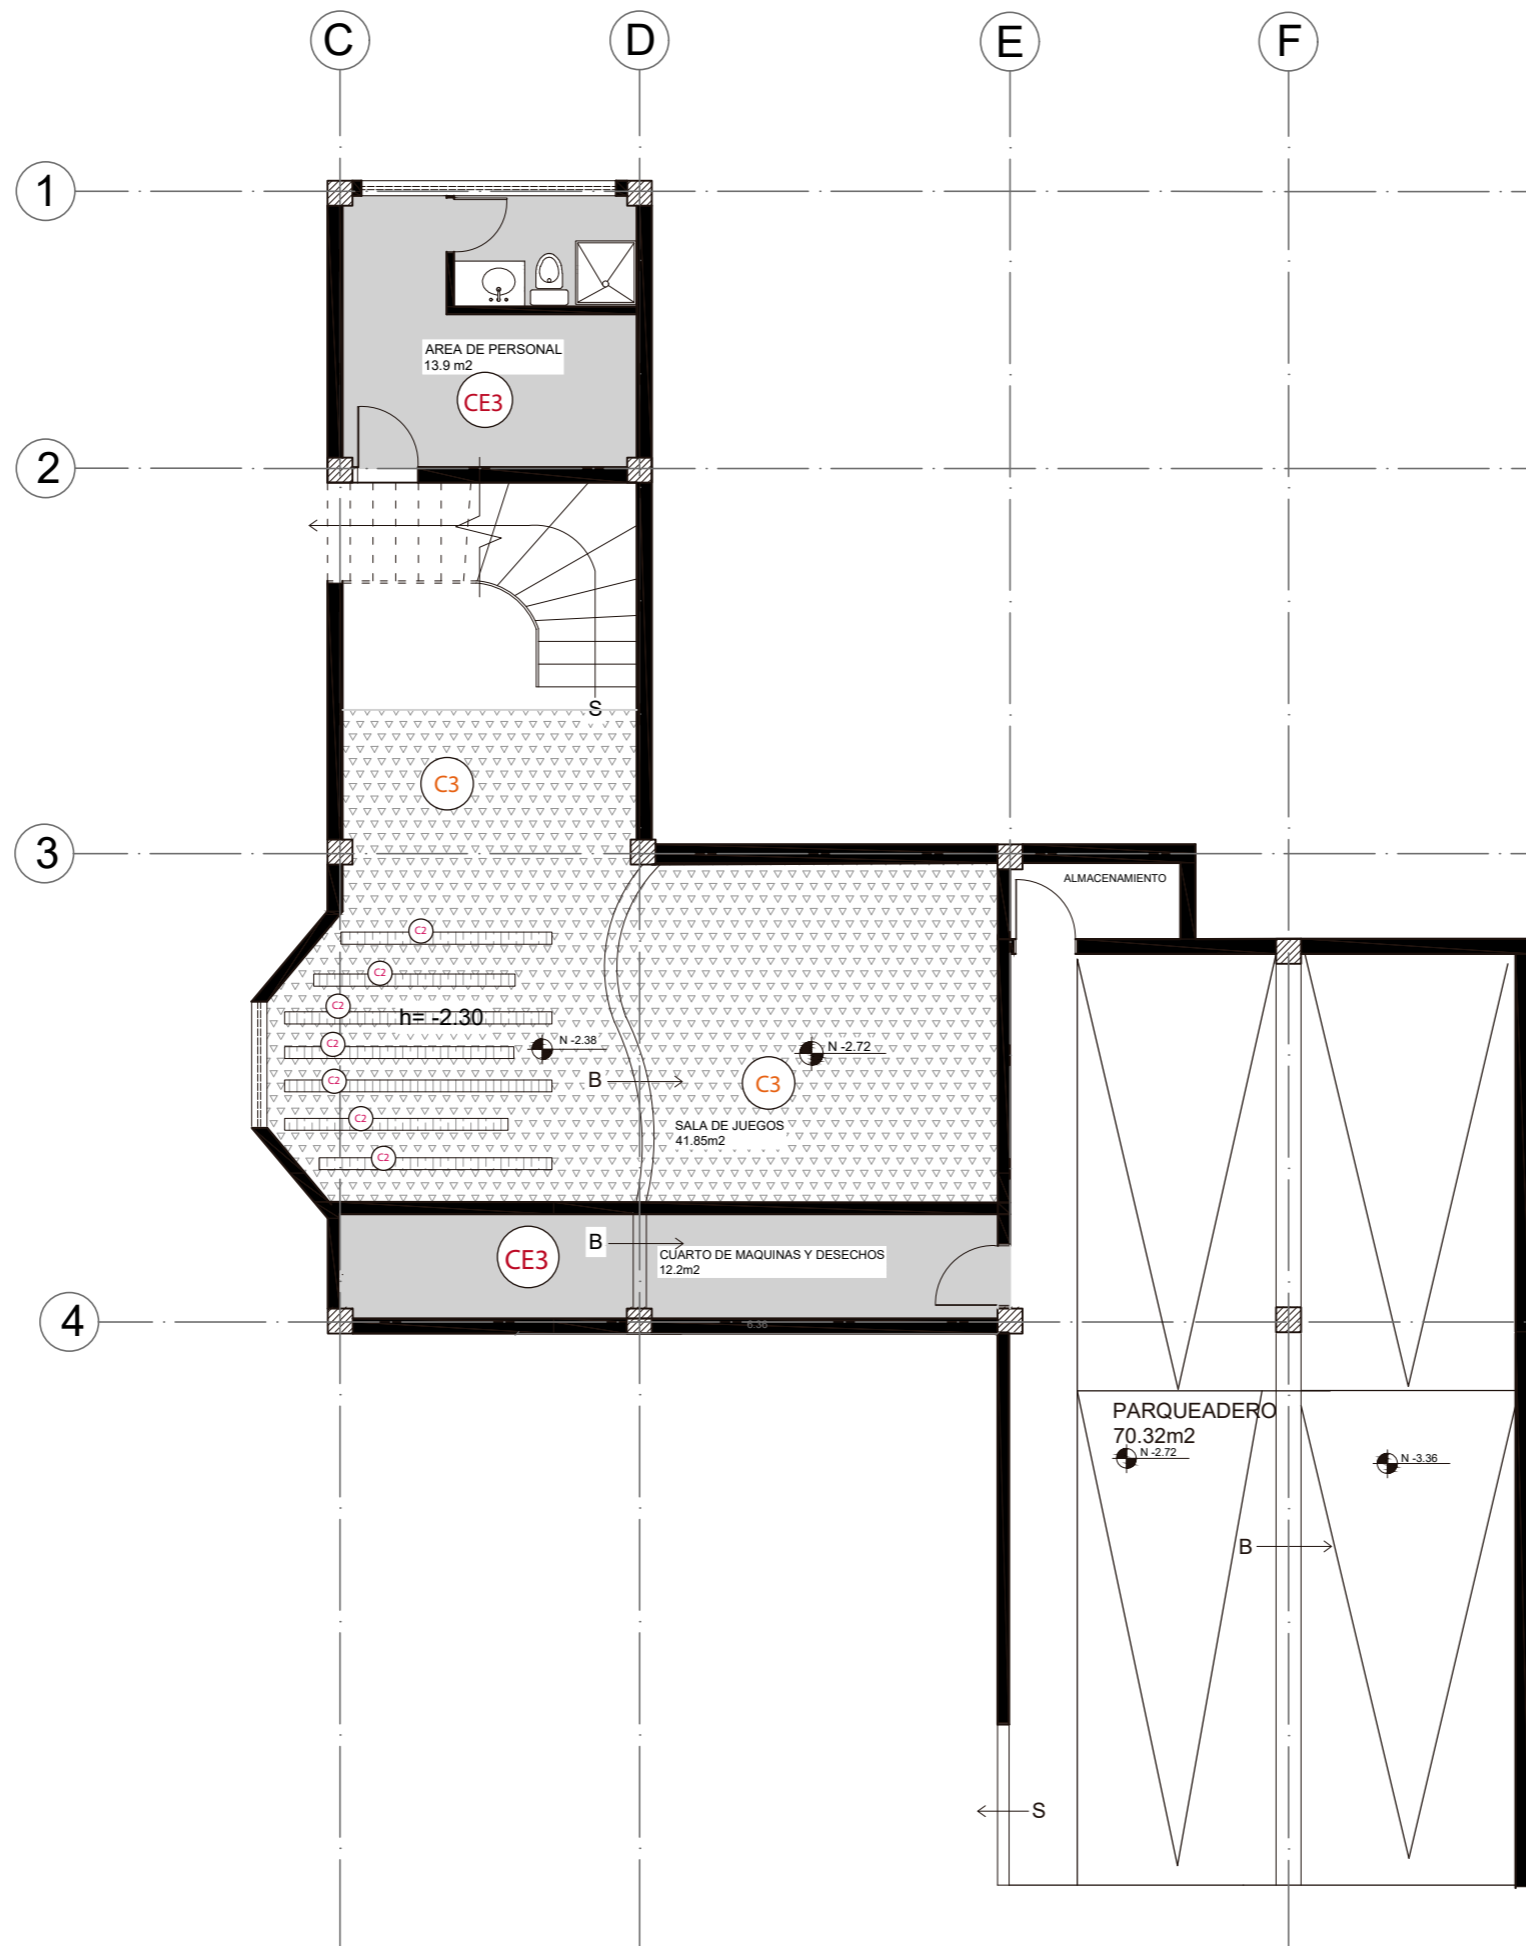 C
D
E
F
1
AREA DE PERSONAL
13.9 m2
CE3
2
S
C3
3
ALMACENAMIENTO
C2
C2
C2
h= -2.30
C2
N -2.38
N -2.72
C2
B
C3
C2
SALA DE JUEGOS
41.85m2
C2
B
CE3
CUARTO DE MAQUINAS Y DESECHOS
12.2m2
4
6.36
PARQUEADERO
70.32m2
N -2.72
N -3.36
B
S